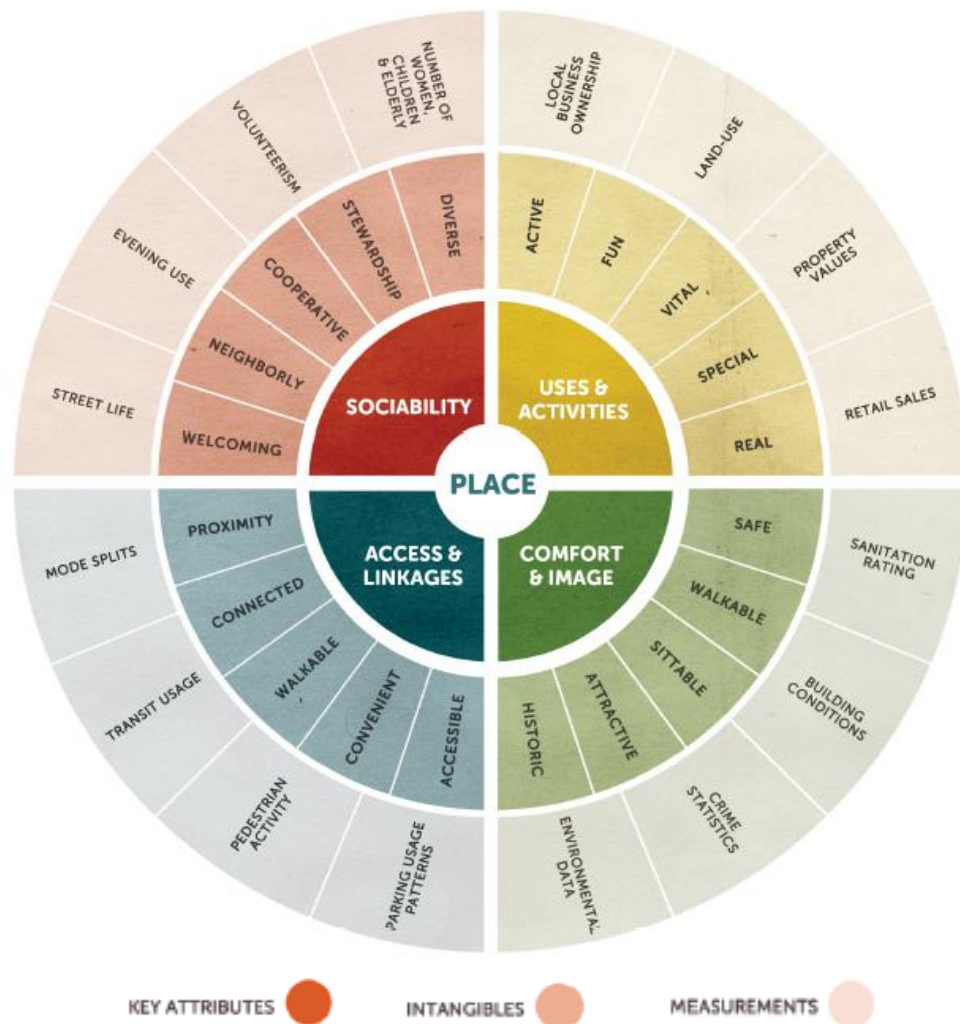 NUMBER OF
WOMEN,
CHILDREN
& ELDERLY
VOLUNTEERISM
EVENING USE
STREET LIFE
LOCAL
BUSINESS
OWNERSHIP
LAND-USE
PROPERTY
VALUES
RETAIL SALES
DIVERSE
STEWARDSHIP
COOPERATIVE
NEIGHBORLY
WELCOMING
ACTIVE
FUN
VITAL
SPECIAL
REAL
SOCIABILITY
USES &
ACTIVITIES
PLACE
ACCESS &
LINKAGES
COMFORT
& IMAGE
PROXIMITY
CONNECTED
WALKABLE
CONVENIENT
ACCESSIBLE
SAFE
WALKABLE
SITTABLE
ATTRACTIVE
HISTORIC
MODE SPLITS
TRANSIT USAGE
PEDESTRIAN
ACTIVITY
PARKING USAGE
PATTERNS
SANITATION
RATING
BUILDING
CONDITIONS
CRIME
STATISTICS
ENVIRONMENTAL
DATA
KEY ATTRIBUTES
INTANGIBLES
MEASUREMENTS